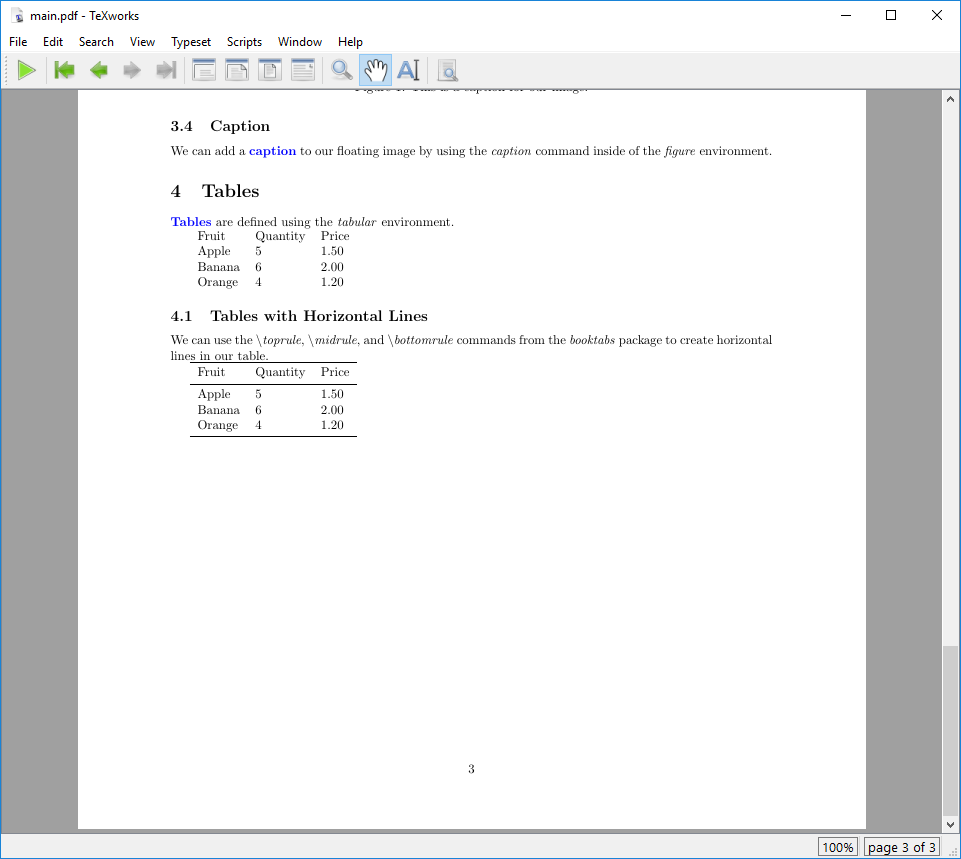 main.pdf - TeXworks
File Edit Search View Typeset Scripts Window Help
3.4 Caption
We can add a caption to our floating image by using the caption command inside of the figure environment.
4 Tables
Tables are defined using the tabular environment.
Fruit Quantity Price
Apple 5 1.50
Banana 6 2.00
Orange 4 1.20
4.1 Tables with Horizontal Lines
We can use the \toprule, \midrule, and \bottomrule commands from the booktabs package to create horizontal
lines in our table.
Fruit Quantity Price
Apple 5 1.50
Banana 6 2.00
Orange 4 1.20
3
100% page 3 of 3